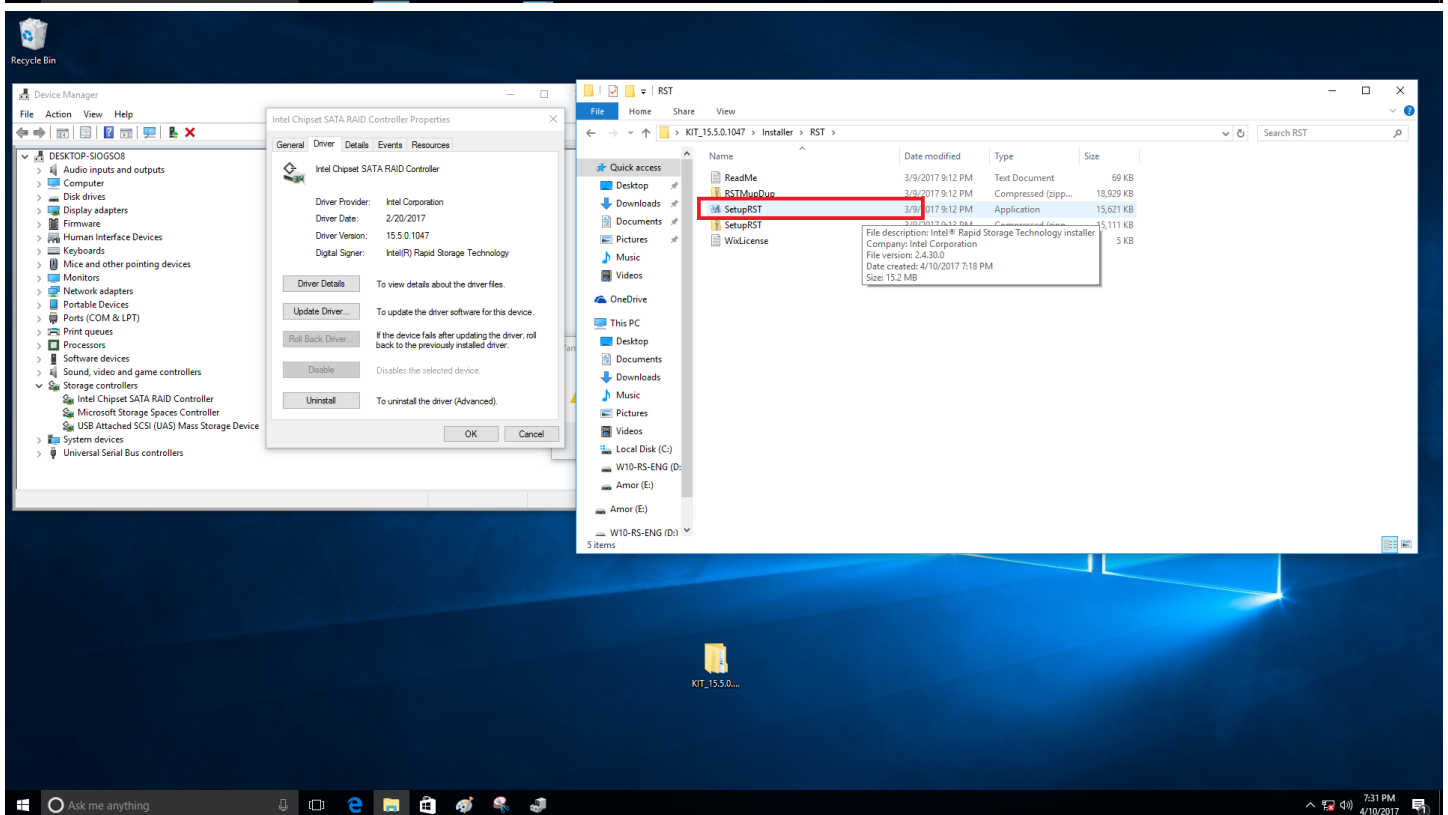 Recycle Bin
Device Manager
File Action View Help
DESKTOP-SIOGSO8
Audio inputs and outputs
Computer
Disk drives
Display adapters
Firmware
Human Interface Devices
Keyboards
Mice and other pointing devices
Monitors
Network adapters
Portable Devices
Ports (COM & LPT)
Print queues
Processors
Software devices
Sound, video and game controllers
Storage controllers
Intel Chipset SATA RAID Controller
Microsoft Storage Spaces Controller
USB Attached SCSI (UAS) Mass Storage Device
System devices
Universal Serial Bus controllers
Intel Chipset SATA RAID Controller Properties
General Driver Details Events Resources
Intel Chipset SATA RAID Controller
Driver Provider: Intel Corporation
Driver Date: 2/20/2017
Driver Version: 15.5.0.1047
Digital Signer: Intel(R) Rapid Storage Technology
Driver Details To view details about the driver files.
Update Driver... To update the driver software for this device.
Roll Back Driver... If the device fails after updating the driver, roll
back to the previously installed driver.
Disable Disables the selected device.
Uninstall To uninstall the driver (Advanced).
OK Cancel
RST
File Home Share View
KIT_15.5.0.1047 > Installer > RST >
Search RST
Name Date modified Type Size
ReadMe 3/9/2017 9:12 PM Text Document 69 KB
RSTMupDup 3/9/2017 9:12 PM Compressed (zipp... 18,929 KB
SetupRST 3/9/2017 9:12 PM Application 15,621 KB
SetupRST 3/9/2017 9:12 PM Compressed (zipp... 15,111 KB
WixLicense 5 KB
File description: Intel® Rapid Storage Technology installer
Company: Intel Corporation
File version: 2.4.30.0
Date created: 4/10/2017 7:18 PM
Size: 15.2 MB
Quick access
Desktop
Downloads
Documents
Pictures
Music
Videos
OneDrive
This PC
Desktop
Documents
Downloads
Music
Pictures
Videos
Local Disk (C:)
W10-RS-ENG (D:
Amor (E:)
Amor (E:)
W10-RS-ENG (D:)
5 items
KIT_15.5.0....
Ask me anything
7:31 PM
4/10/2017